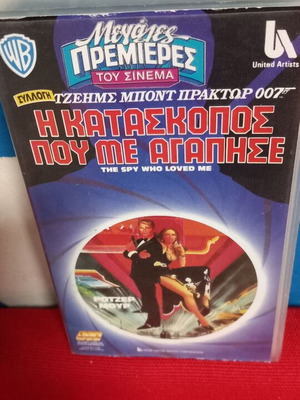 WB
Μεγάλες
ΠΡΕΜΙΕΡΕΣ
ΤΟΥ ΣΙΝΕΜΑ
United Artists
ΣΥΛΛΟΓΗ ΤΖΕΗΜΣ ΜΠΟΝΤ ΠΡΑΚΤΩΡ 007
Η ΚΑΤΑΣΚΟΠΟΣ
ΠΟΥ ΜΕ ΑΓΑΠΗΣΕ
THE SPY WHO LOVED ME
ΡΟΤΖΕΡ
ΜΟΥΡ